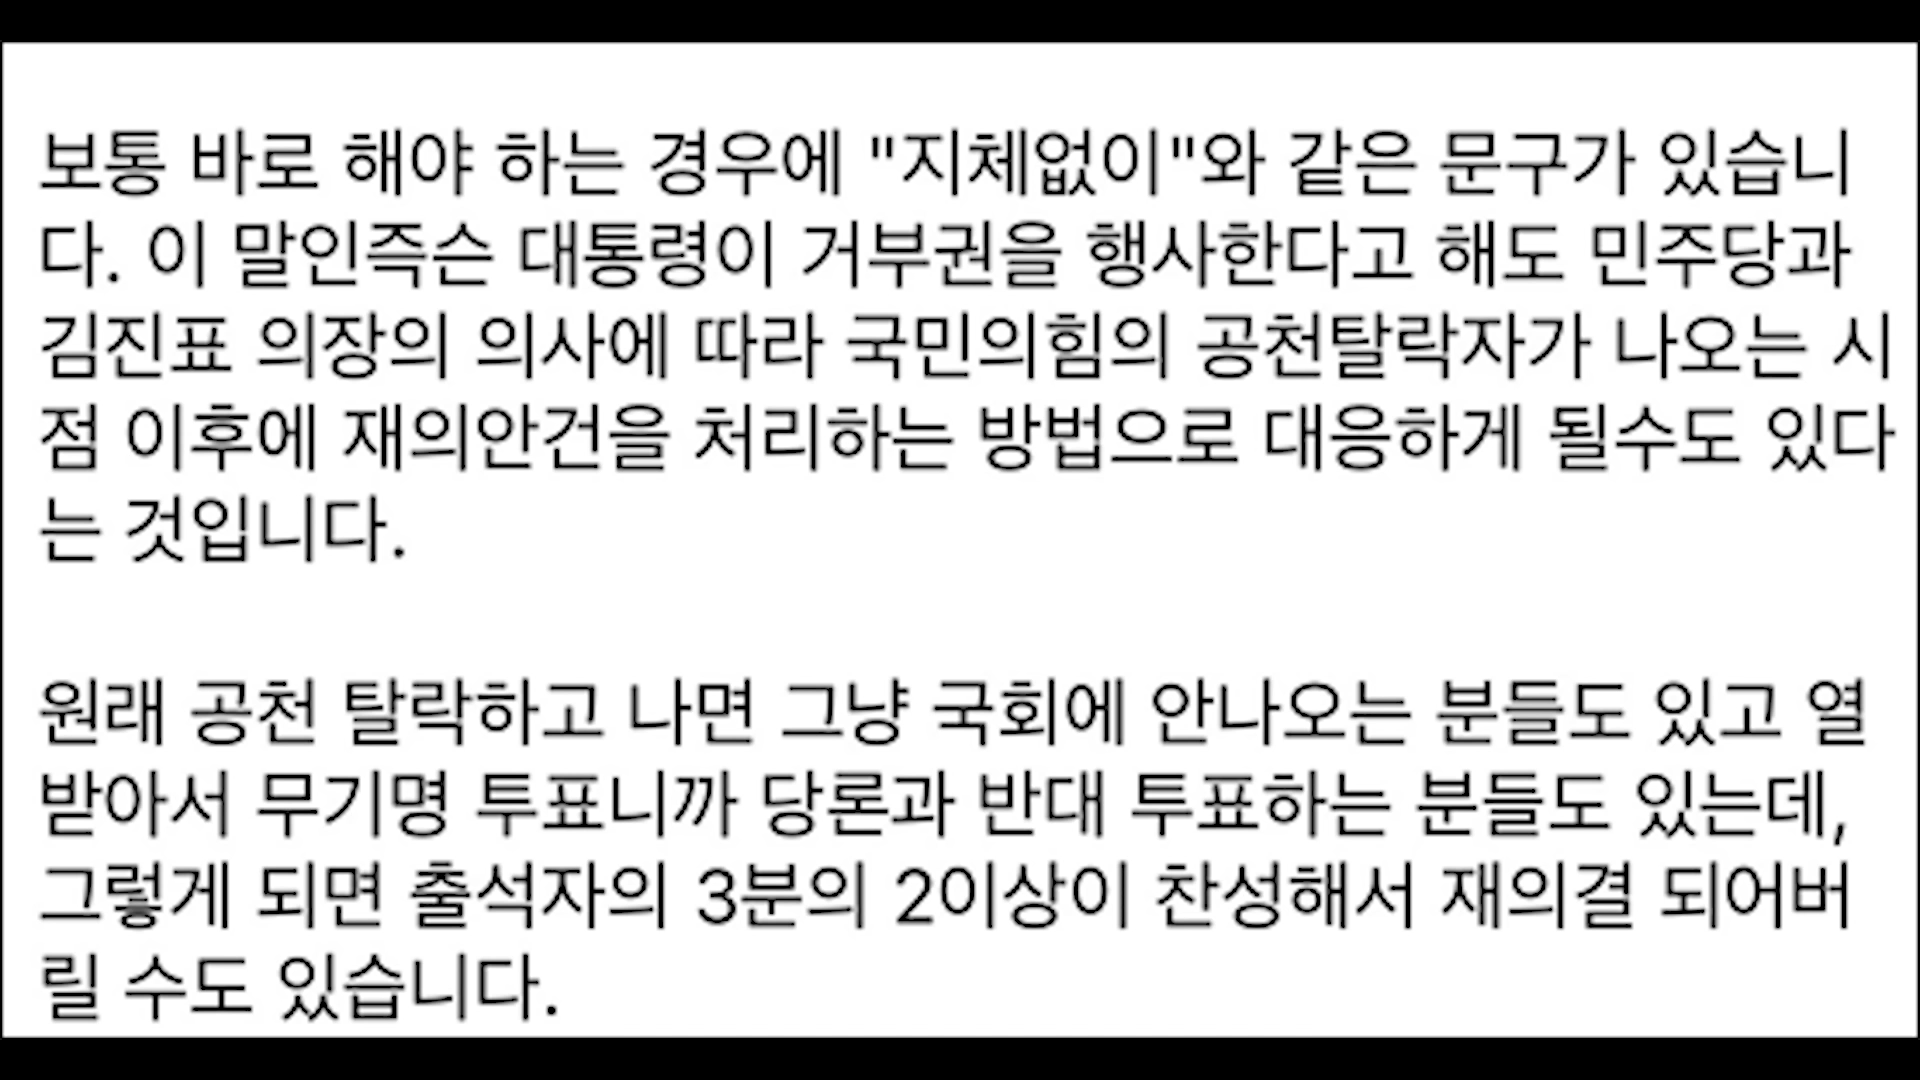 보통 바로 해야 하는 경우에 "지체없이"와 같은 문구가 있습니
다. 이 말인즉슨 대통령이 거부권을 행사한다고 해도 민주당과
김진표 의장의 의사에 따라 국민의힘의 공천탈락자가 나오는 시
점 이후에 재의안건을 처리하는 방법으로 대응하게 될수도 있다
는 것입니다.
원래 공천 탈락하고 나면 그냥 국회에 안나오는 분들도 있고 열
받아서 무기명 투표니까 당론과 반대 투표하는 분들도 있는데,
그렇게 되면 출석자의 3분의 2이상이 찬성해서 재의결 되어버
릴 수도 있습니다.